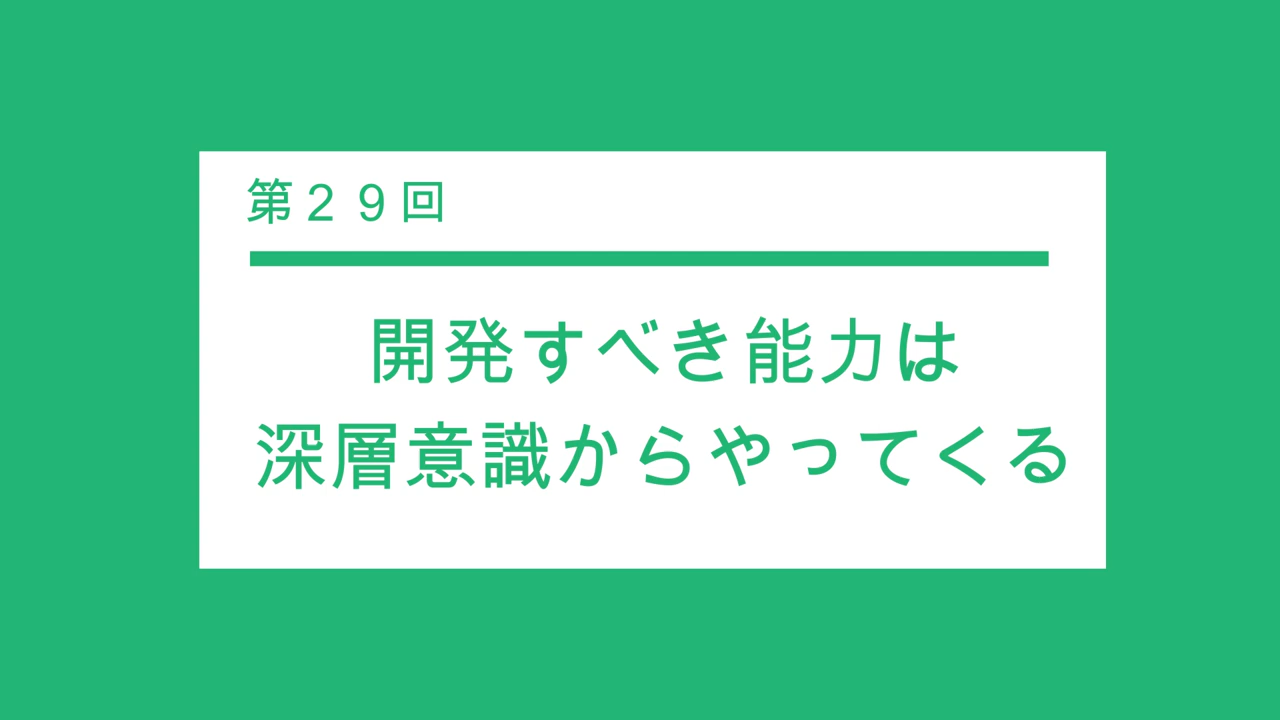 第２９回
開発すべき能力は
深層意識からやってくる